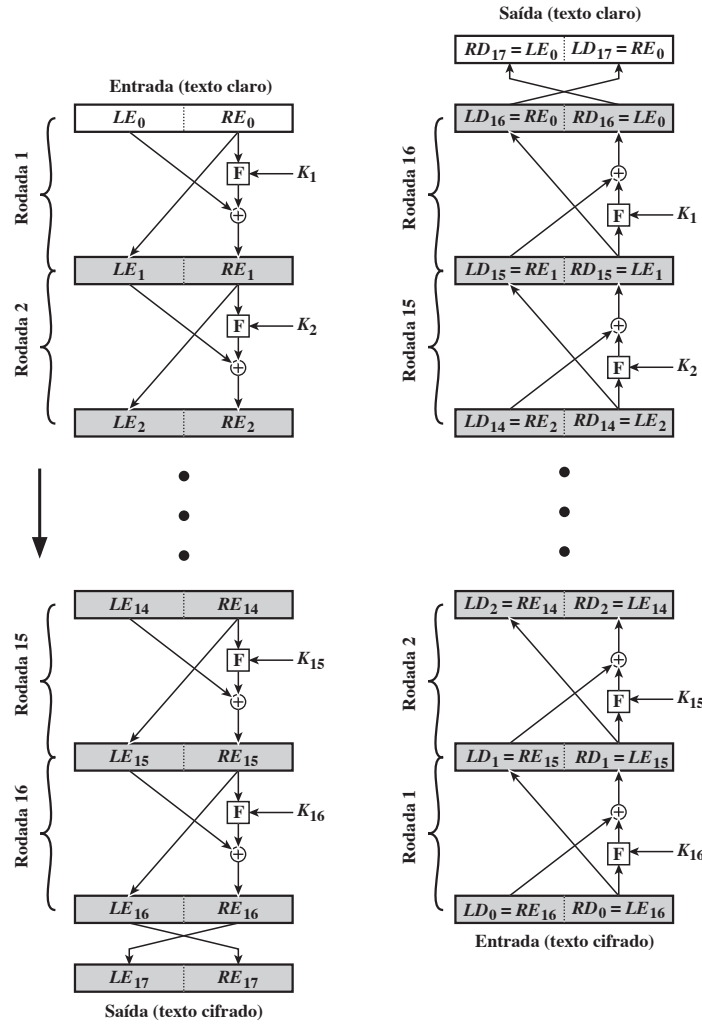 Entrada (texto claro)
LE0 RE0
Rodada 1
F
K1
LE1 RE1
Rodada 2
F
K2
LE2 RE2
LE14 RE14
Rodada 15
F
K15
LE15 RE15
Rodada 16
F
K16
LE16 RE16
LE17 RE17
Saída (texto cifrado)
Saída (texto claro)
RD17 = LE0 LD17 = RE0
LD16 = RE0 RD16 = LE0
Rodada 16
F
K1
LD15 = RE1 RD15 = LE1
Rodada 15
F
K2
LD14 = RE2 RD14 = LE2
LD2 = RE14 RD2 = LE14
Rodada 2
F
K15
LD1 = RE15 RD1 = LE15
Rodada 1
F
K16
LD0 = RE16 RD0 = LE16
Entrada (texto cifrado)